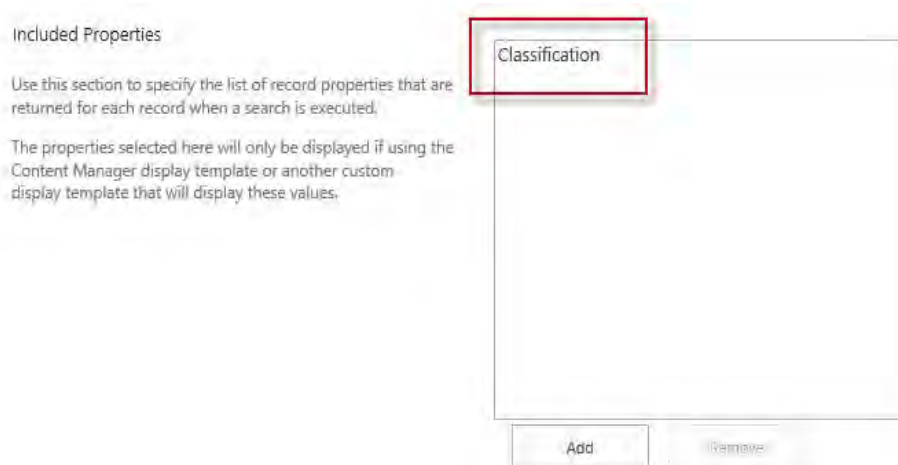 Included Properties
Use this section to specify the list of record properties that are
returned for each record when a search is executed.
The properties selected here will only be displayed if using the
Content Manager display template or another custom
display template that will display these values.
Classification
Add
Remove